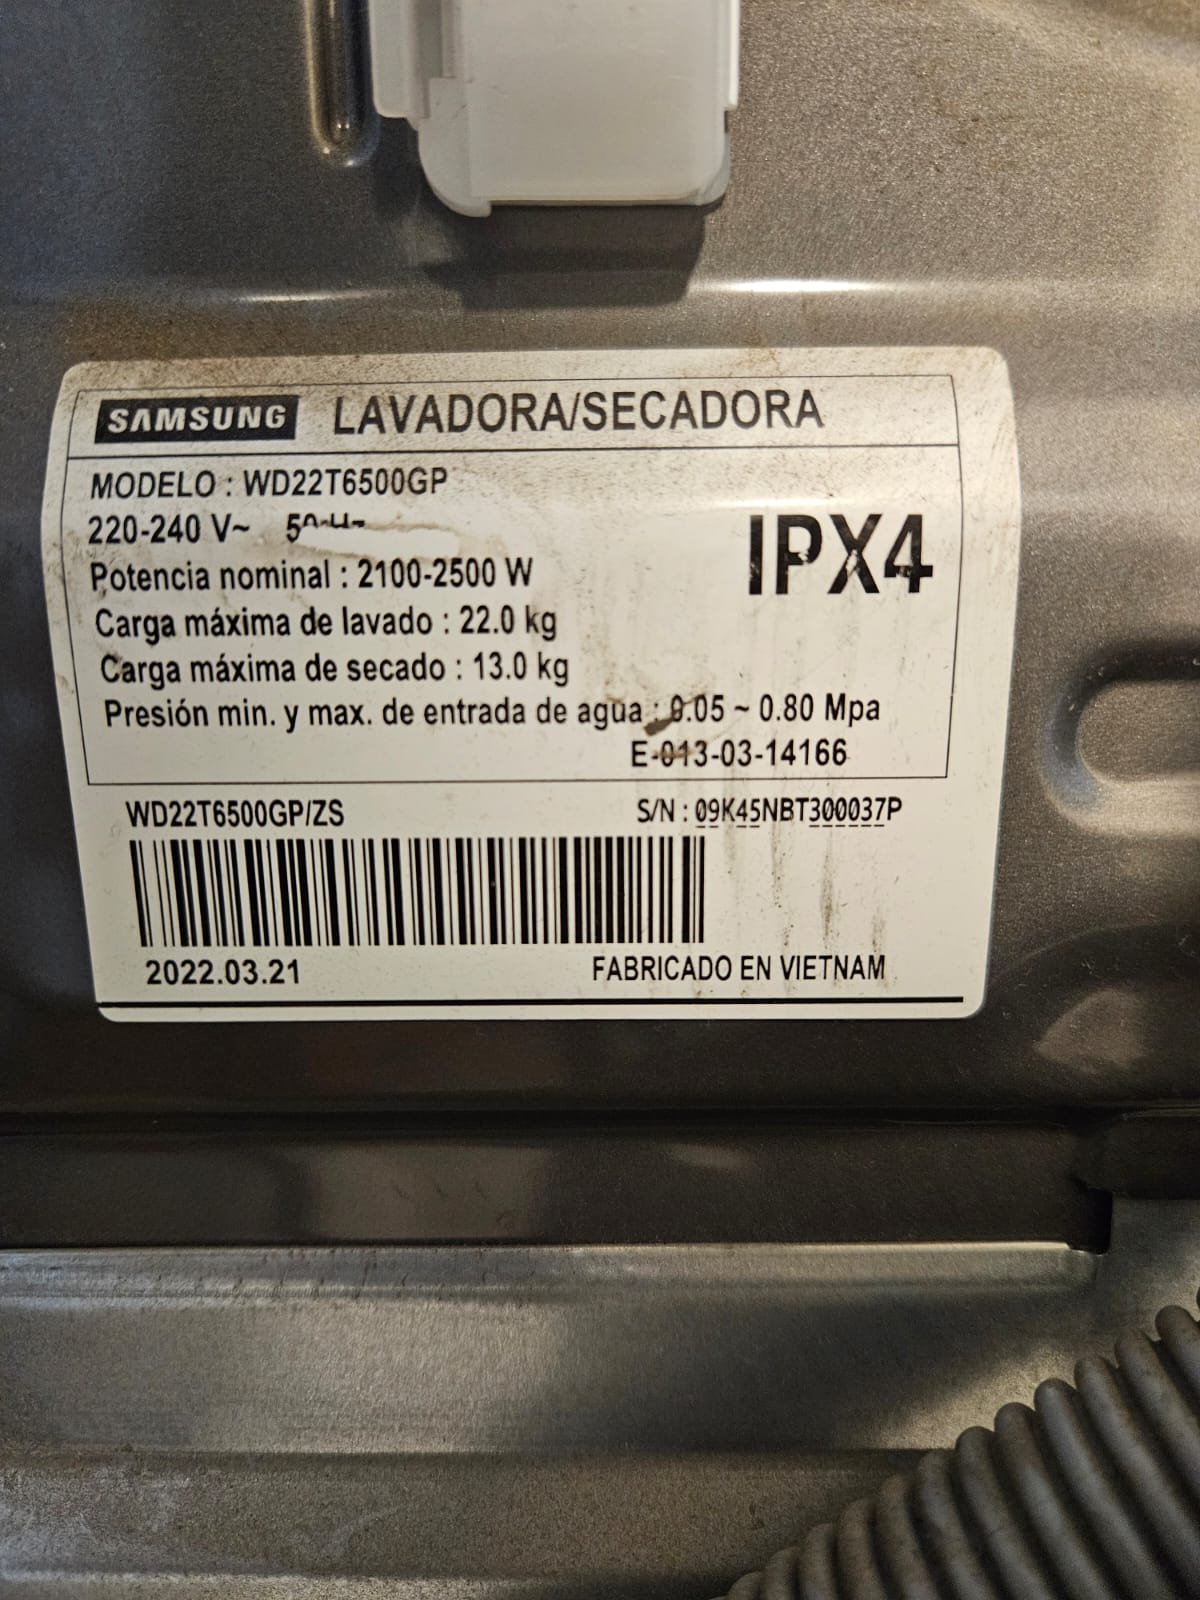 SAMSUNG LAVADORA/SECADORA
MODELO : WD22T6500GP
220-240 V~
IPX4
Potencia nominal : 2100-2500 W
Carga máxima de lavado : 22.0 kg
Carga máxima de secado : 13.0 kg
Presión min. y max. de entrada de agua : 0.05 ~ 0.80 Mpa
E-013-03-14166
WD22T6500GP/ZS S/N : 09K45NBT300037P
2022.03.21 FABRICADO EN VIETNAM